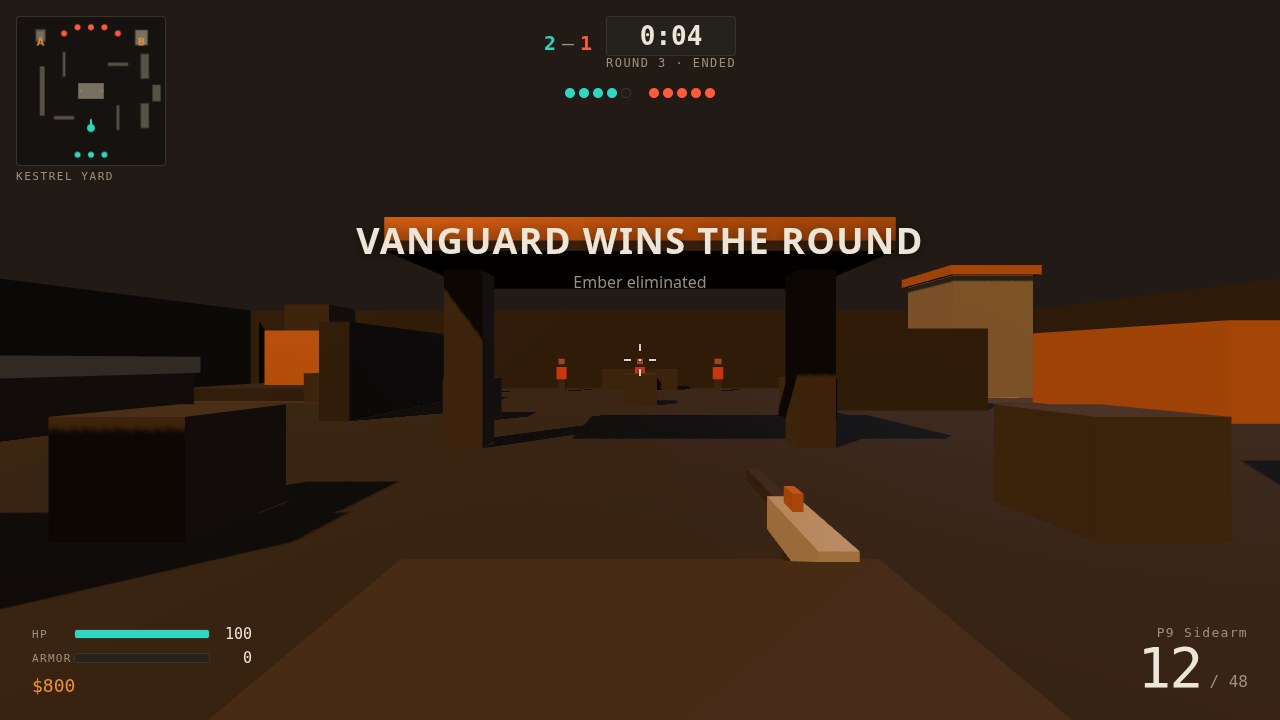 A B
KESTREL YARD
2 – 1 0:04
ROUND 3 · ENDED
VANGUARD WINS THE ROUND
Ember eliminated
HP 100
ARMOR 0
$800
P9 Sidearm
12 / 48